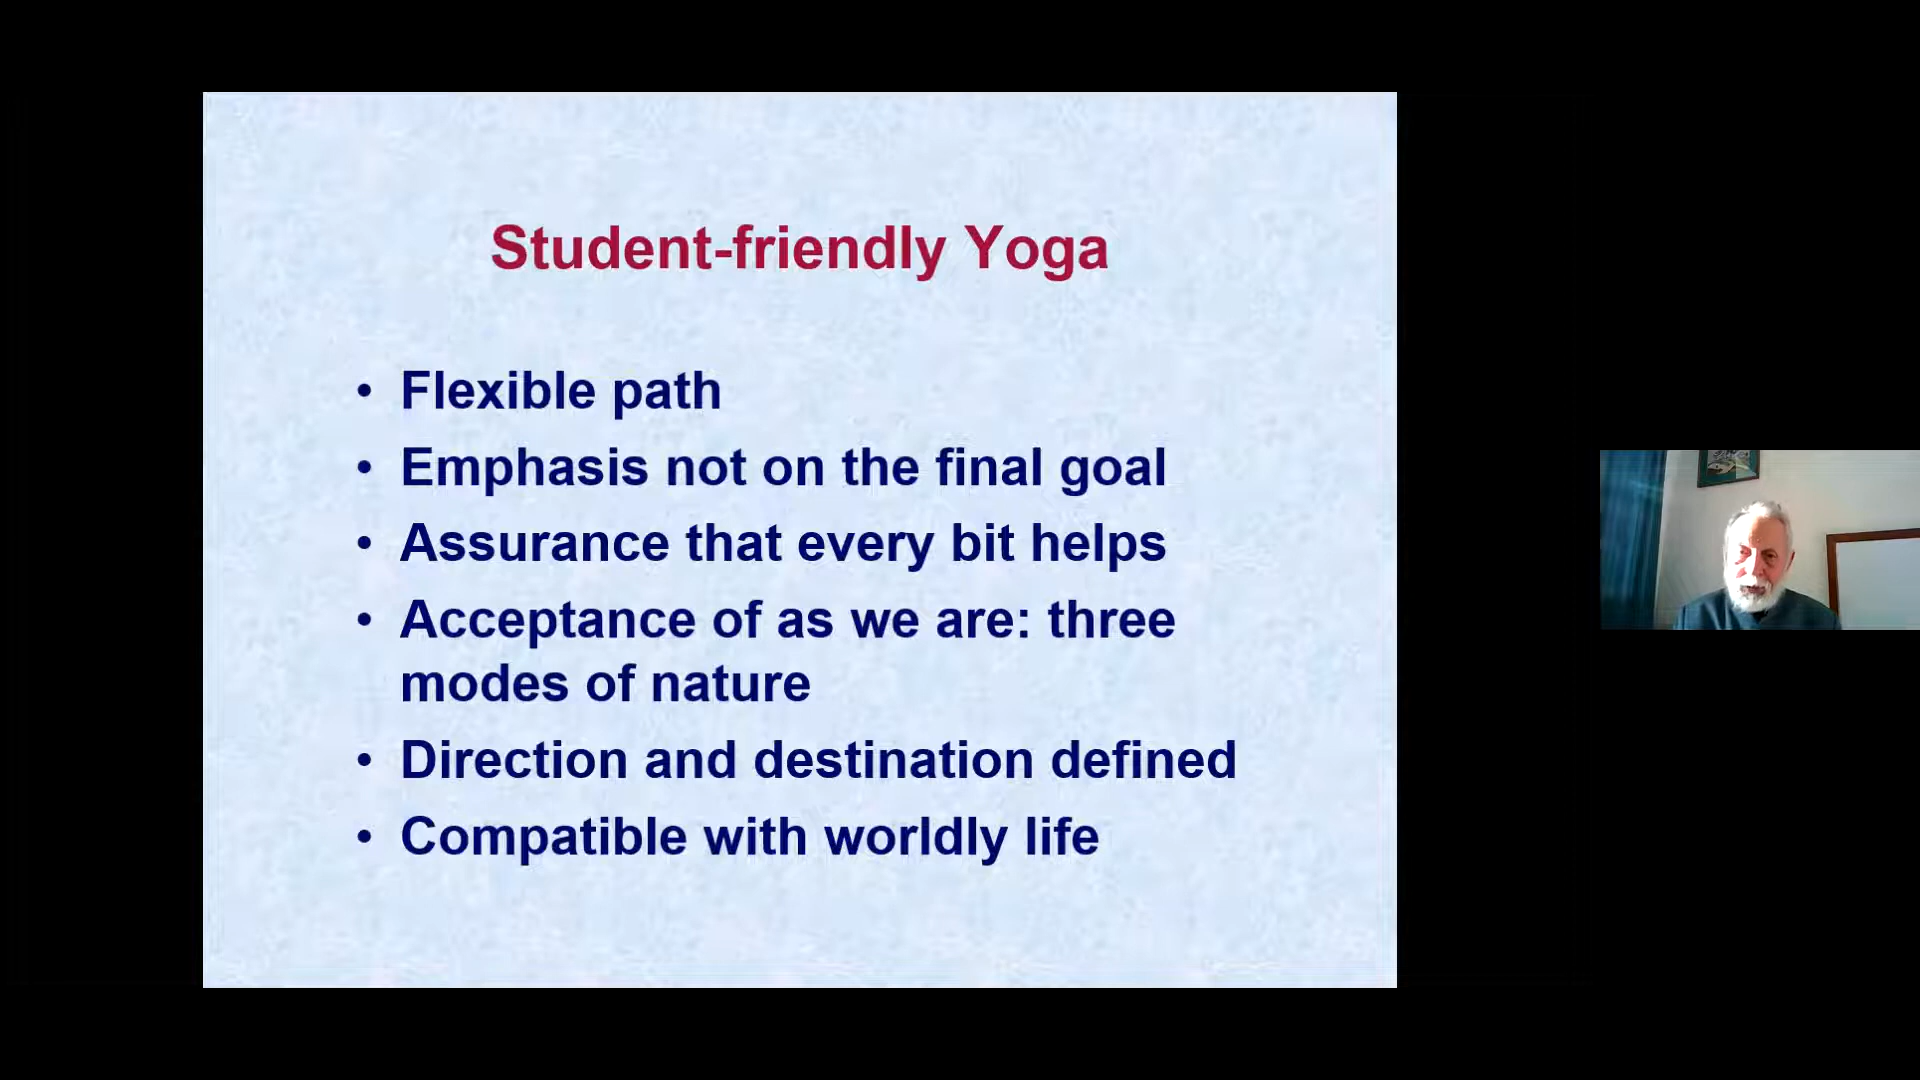 Student-friendly Yoga
• Flexible path
• Emphasis not on the final goal
• Assurance that every bit helps
• Acceptance of as we are: three
modes of nature
• Direction and destination defined
• Compatible with worldly life